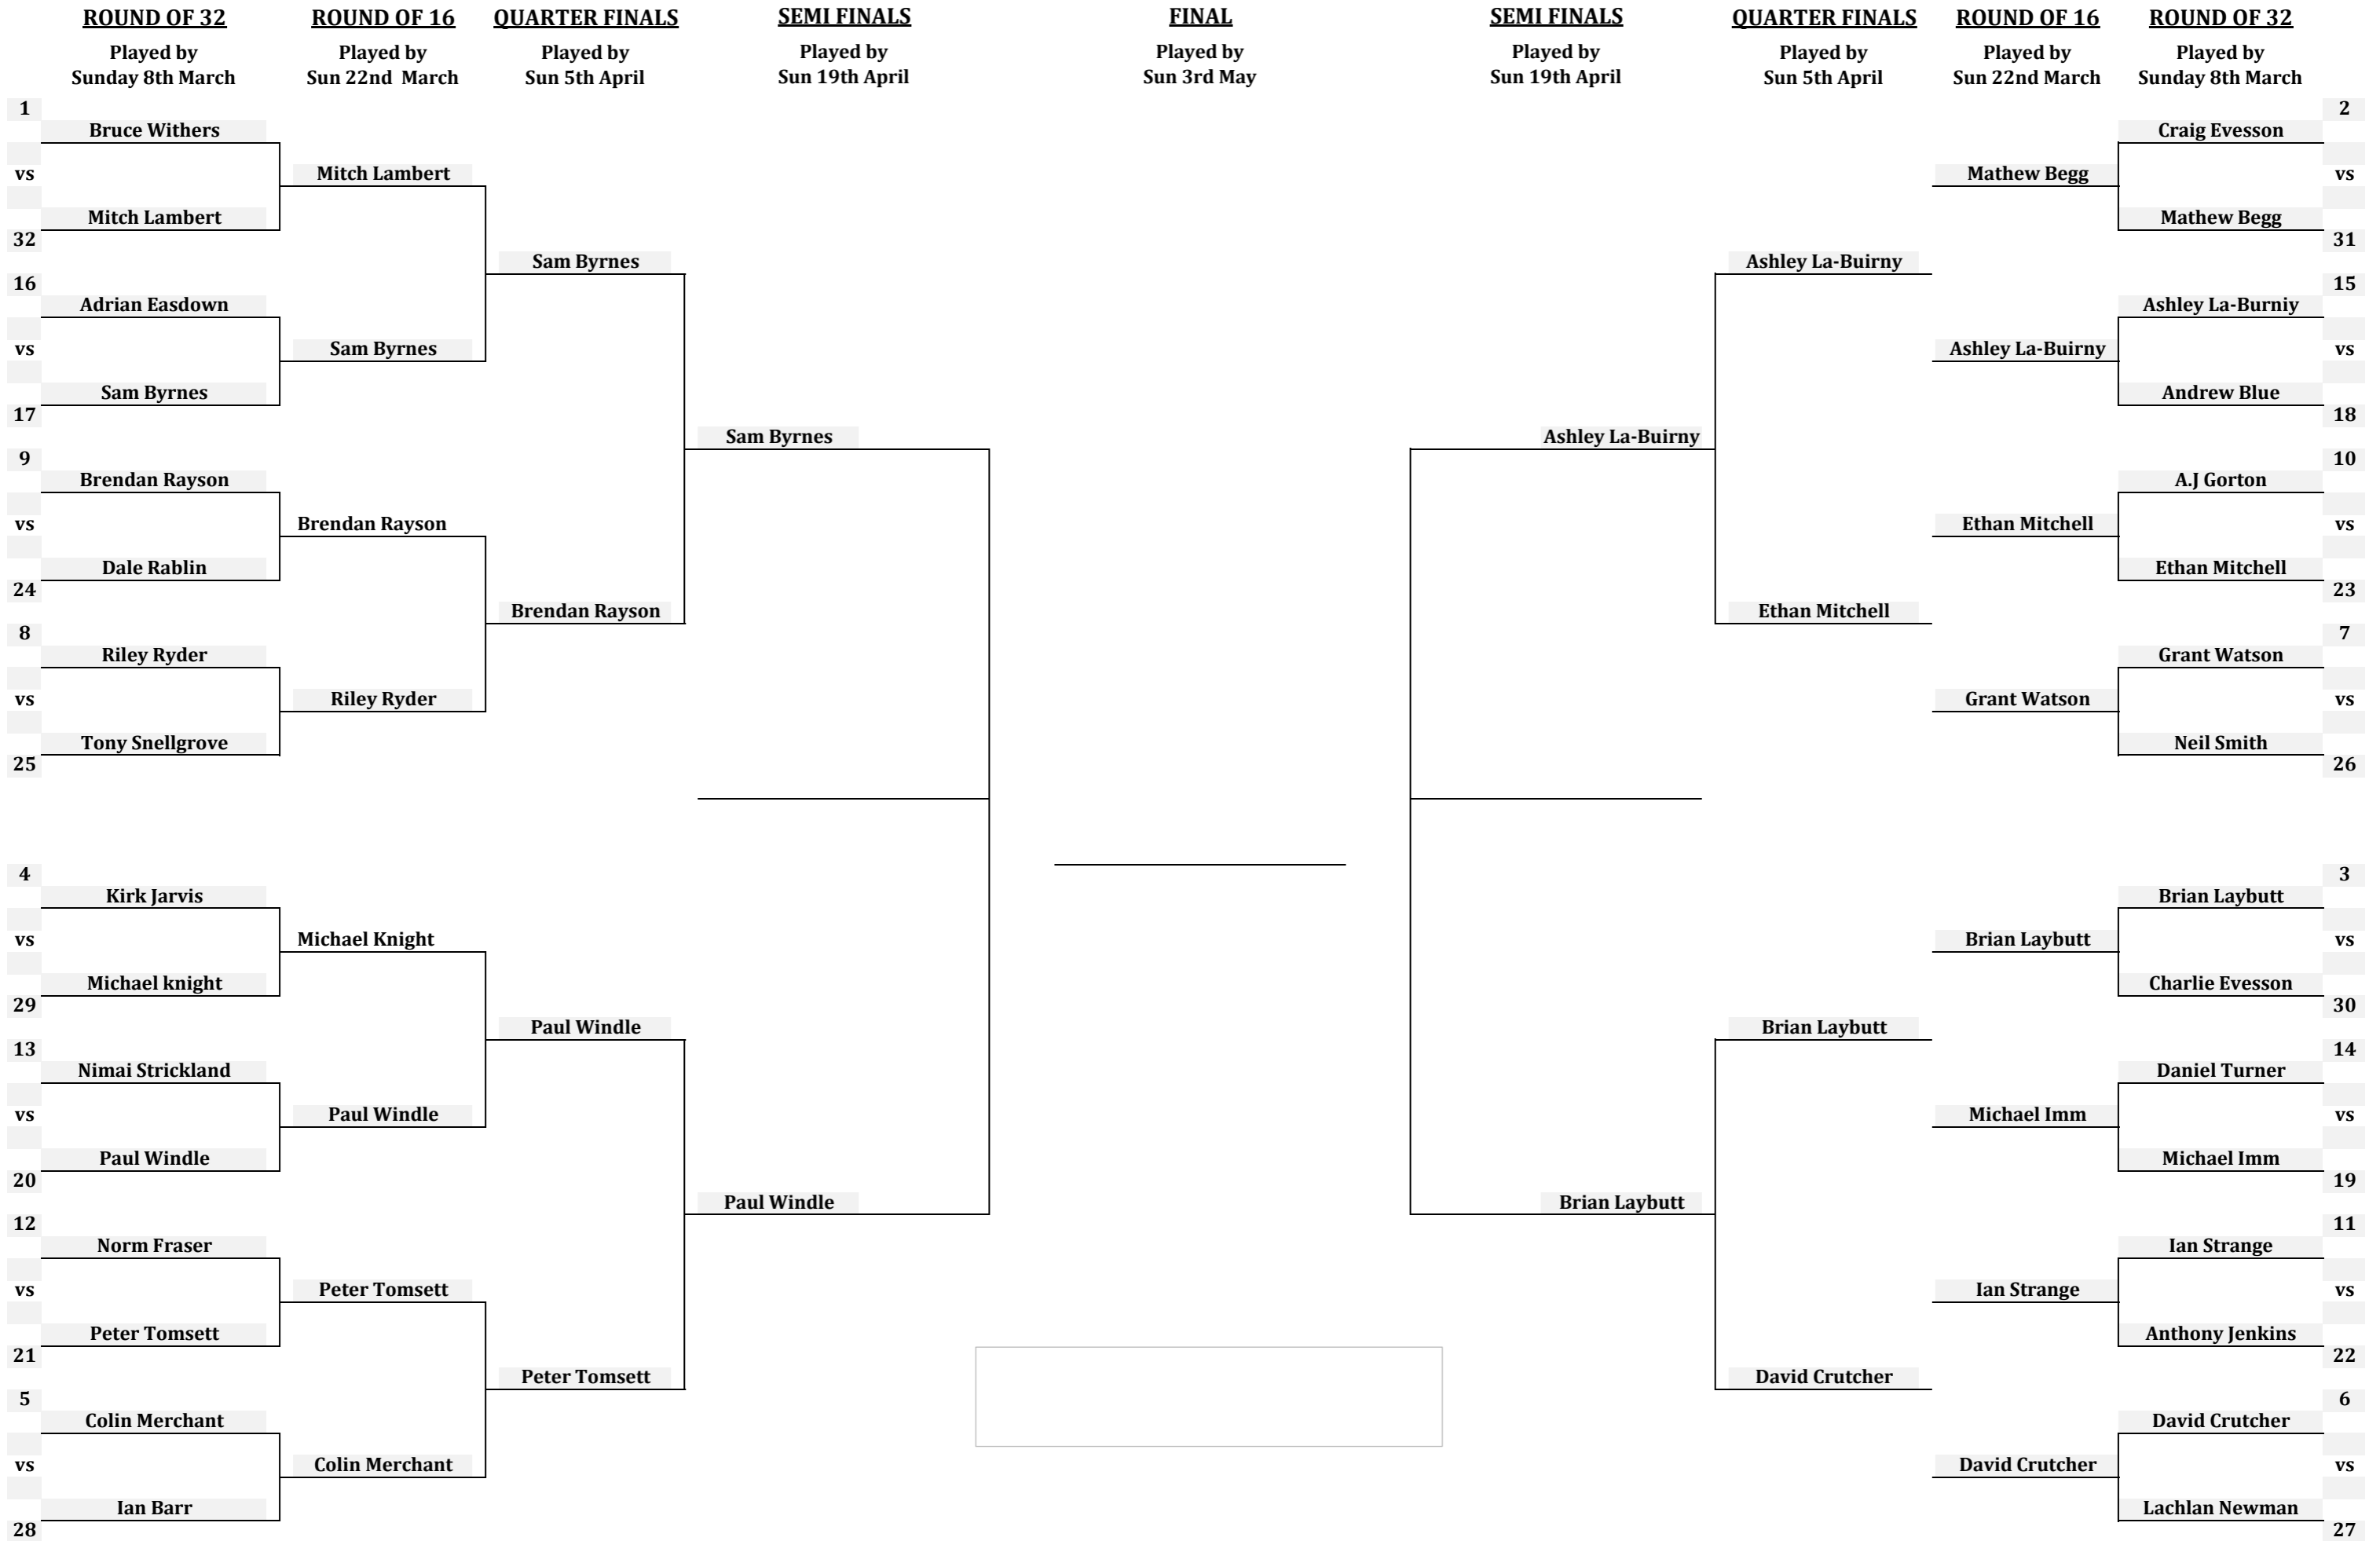 ROUND OF 32
ROUND OF 16
QUARTER FINALS
SEMI FINALS
FINAL
SEMI FINALS
QUARTER FINALS
ROUND OF 16
ROUND OF 32
Played by
Sunday 8th March
Played by
Sun 22nd March
Played by
Sun 5th April
Played by
Sun 19th April
Played by
Sun 3rd May
Played by
Sun 19th April
Played by
Sun 5th April
Played by
Sun 22nd March
Played by
Sunday 8th March
1
Bruce Withers
vs
Mitch Lambert
32
16
Adrian Easdown
vs
Sam Byrnes
17
9
Brendan Rayson
vs
Dale Rablin
24
8
Riley Ryder
vs
Tony Snellgrove
25
4
Kirk Jarvis
vs
Michael knight
29
13
Nimai Strickland
vs
Paul Windle
20
12
Norm Fraser
vs
Peter Tomsett
21
5
Colin Merchant
vs
Ian Barr
28
Mitch Lambert
Sam Byrnes
Brendan Rayson
Riley Ryder
Michael Knight
Paul Windle
Peter Tomsett
Colin Merchant
Sam Byrnes
Brendan Rayson
Paul Windle
Peter Tomsett
Sam Byrnes
Paul Windle
Ashley La-Buirny
Brian Laybutt
Ashley La-Buirny
Ethan Mitchell
Brian Laybutt
David Crutcher
Mathew Begg
Ashley La-Buirny
Ethan Mitchell
Grant Watson
Brian Laybutt
Michael Imm
Ian Strange
David Crutcher
2
Craig Evesson
vs
Mathew Begg
31
15
Ashley La-Burniy
vs
Andrew Blue
18
10
A.J Gorton
vs
Ethan Mitchell
23
7
Grant Watson
vs
Neil Smith
26
3
Brian Laybutt
vs
Charlie Evesson
30
14
Daniel Turner
vs
Michael Imm
19
11
Ian Strange
vs
Anthony Jenkins
22
6
David Crutcher
vs
Lachlan Newman
27